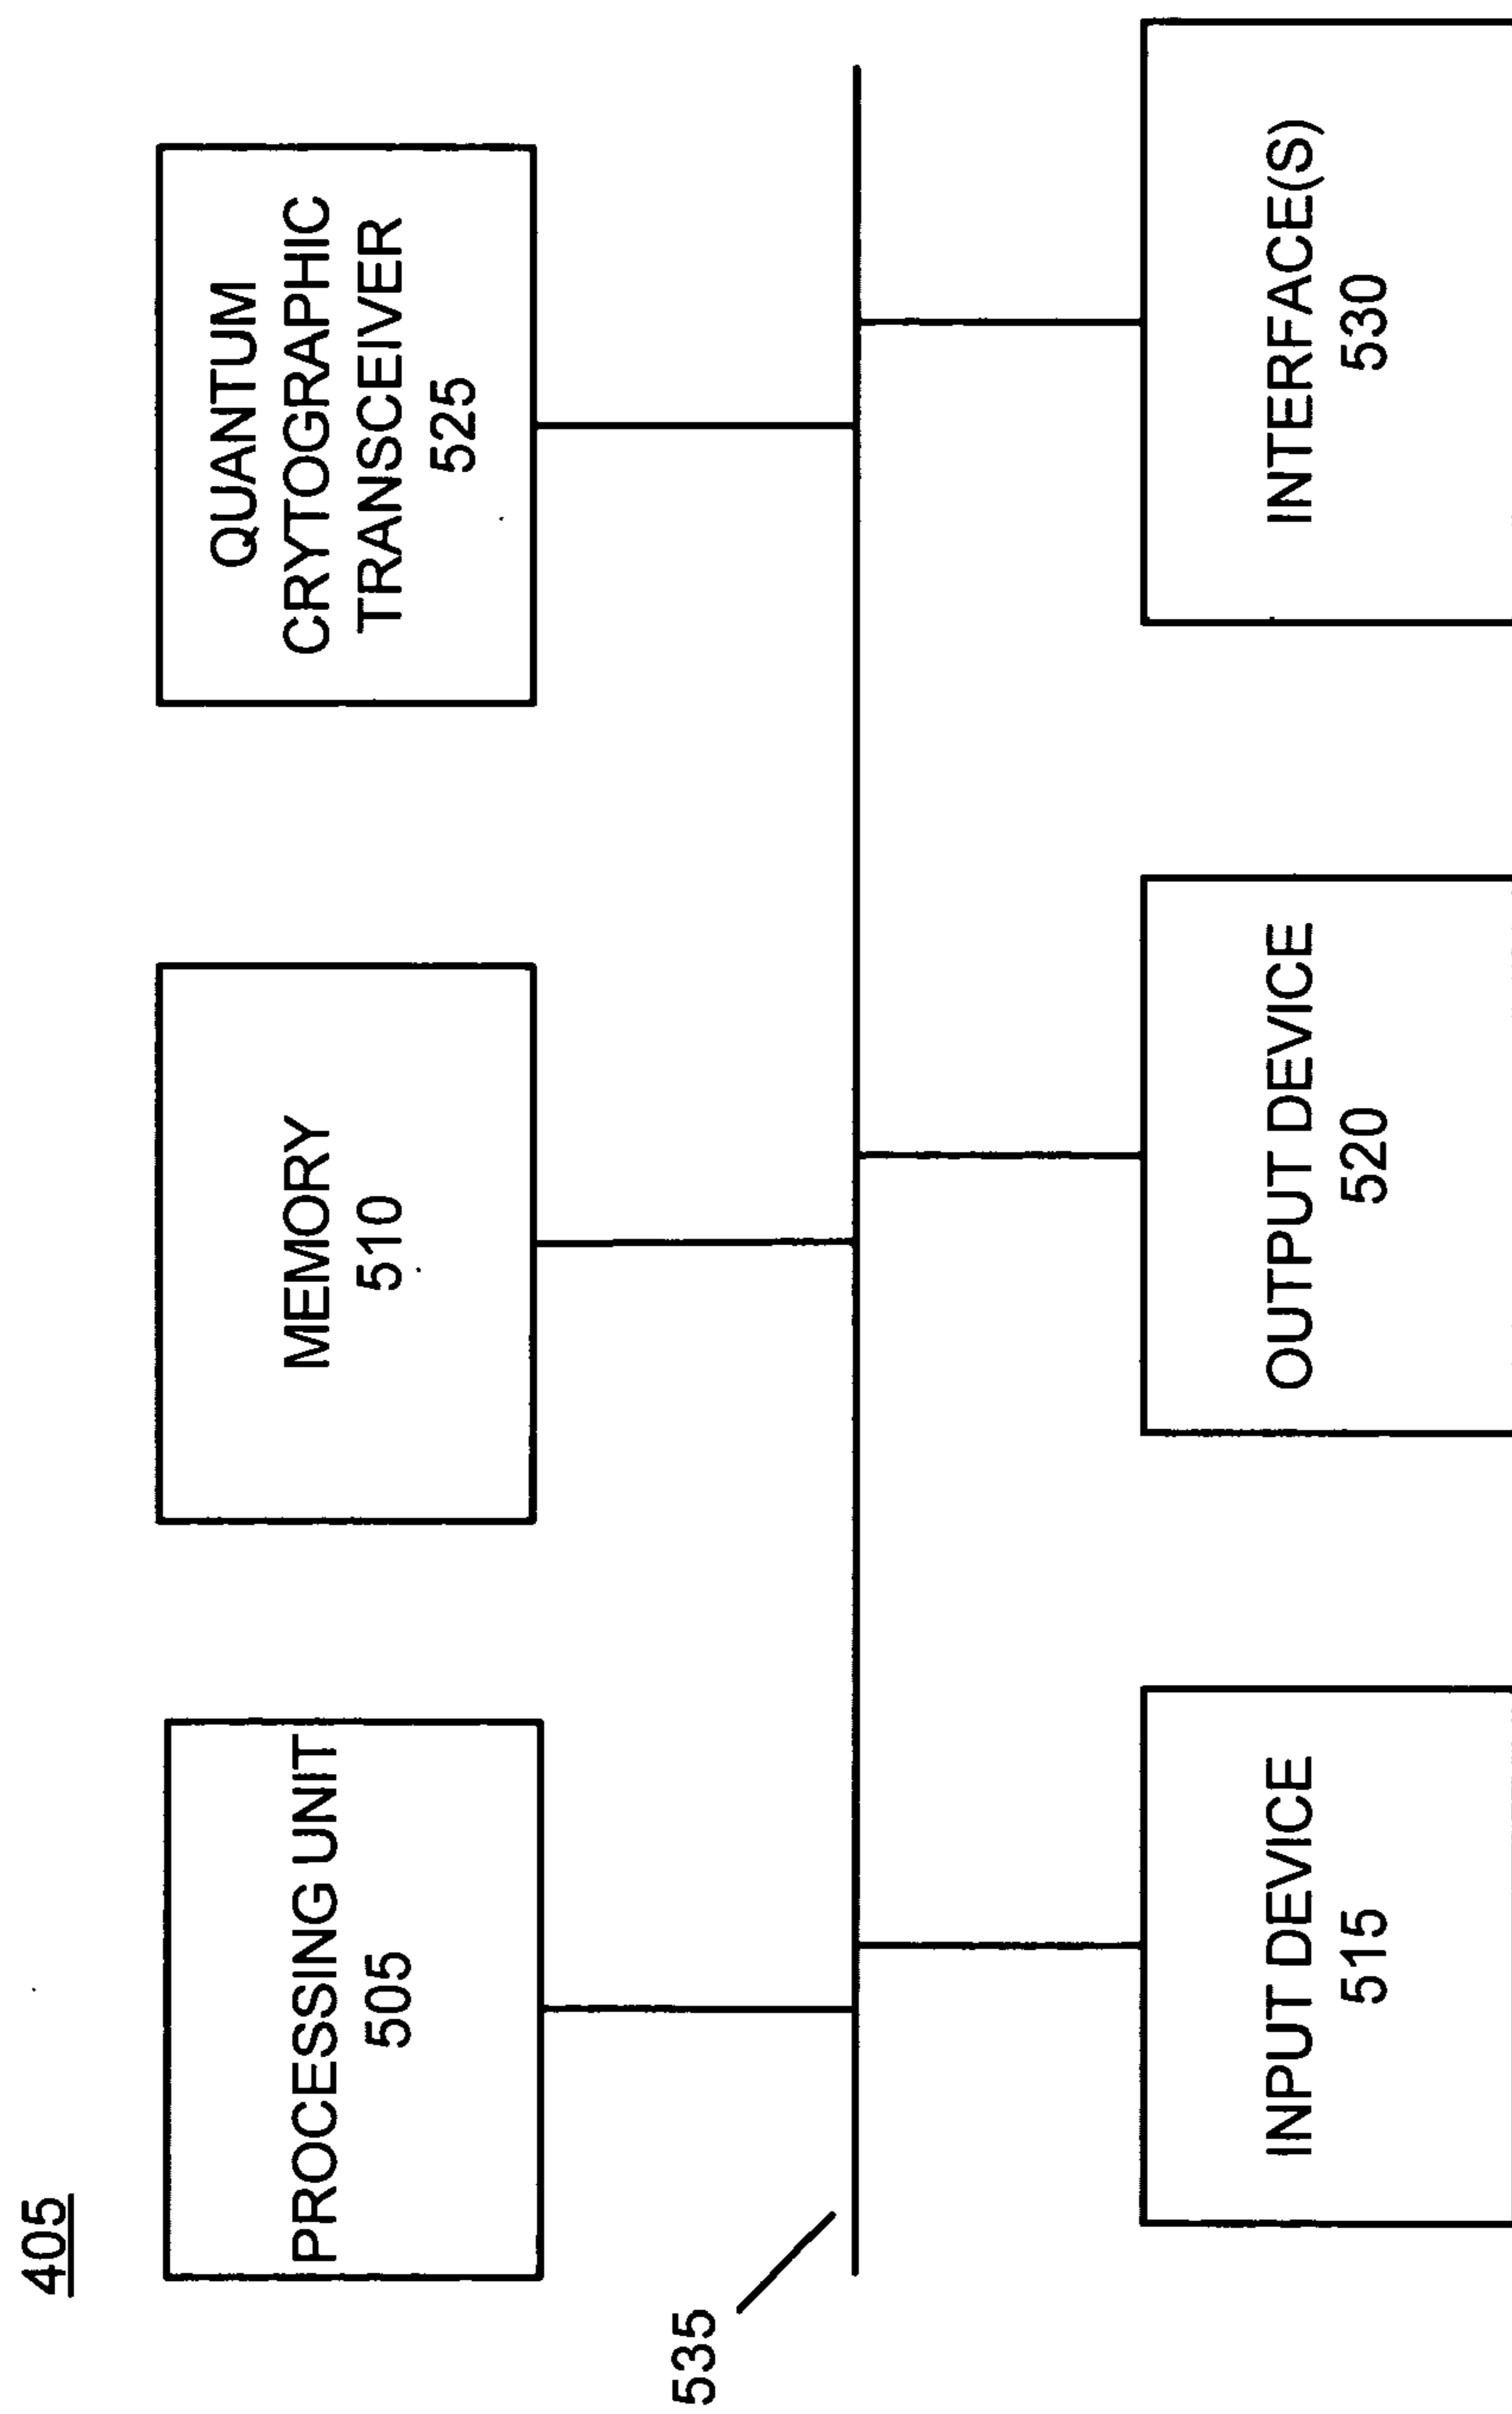 405
PROCESSING UNIT
505
MEMORY
510
QUANTUM
CRYTOGRAPHIC
TRANSCEIVER
525
535
INPUT DEVICE
515
OUTPUT DEVICE
520
INTERFACE(S)
530